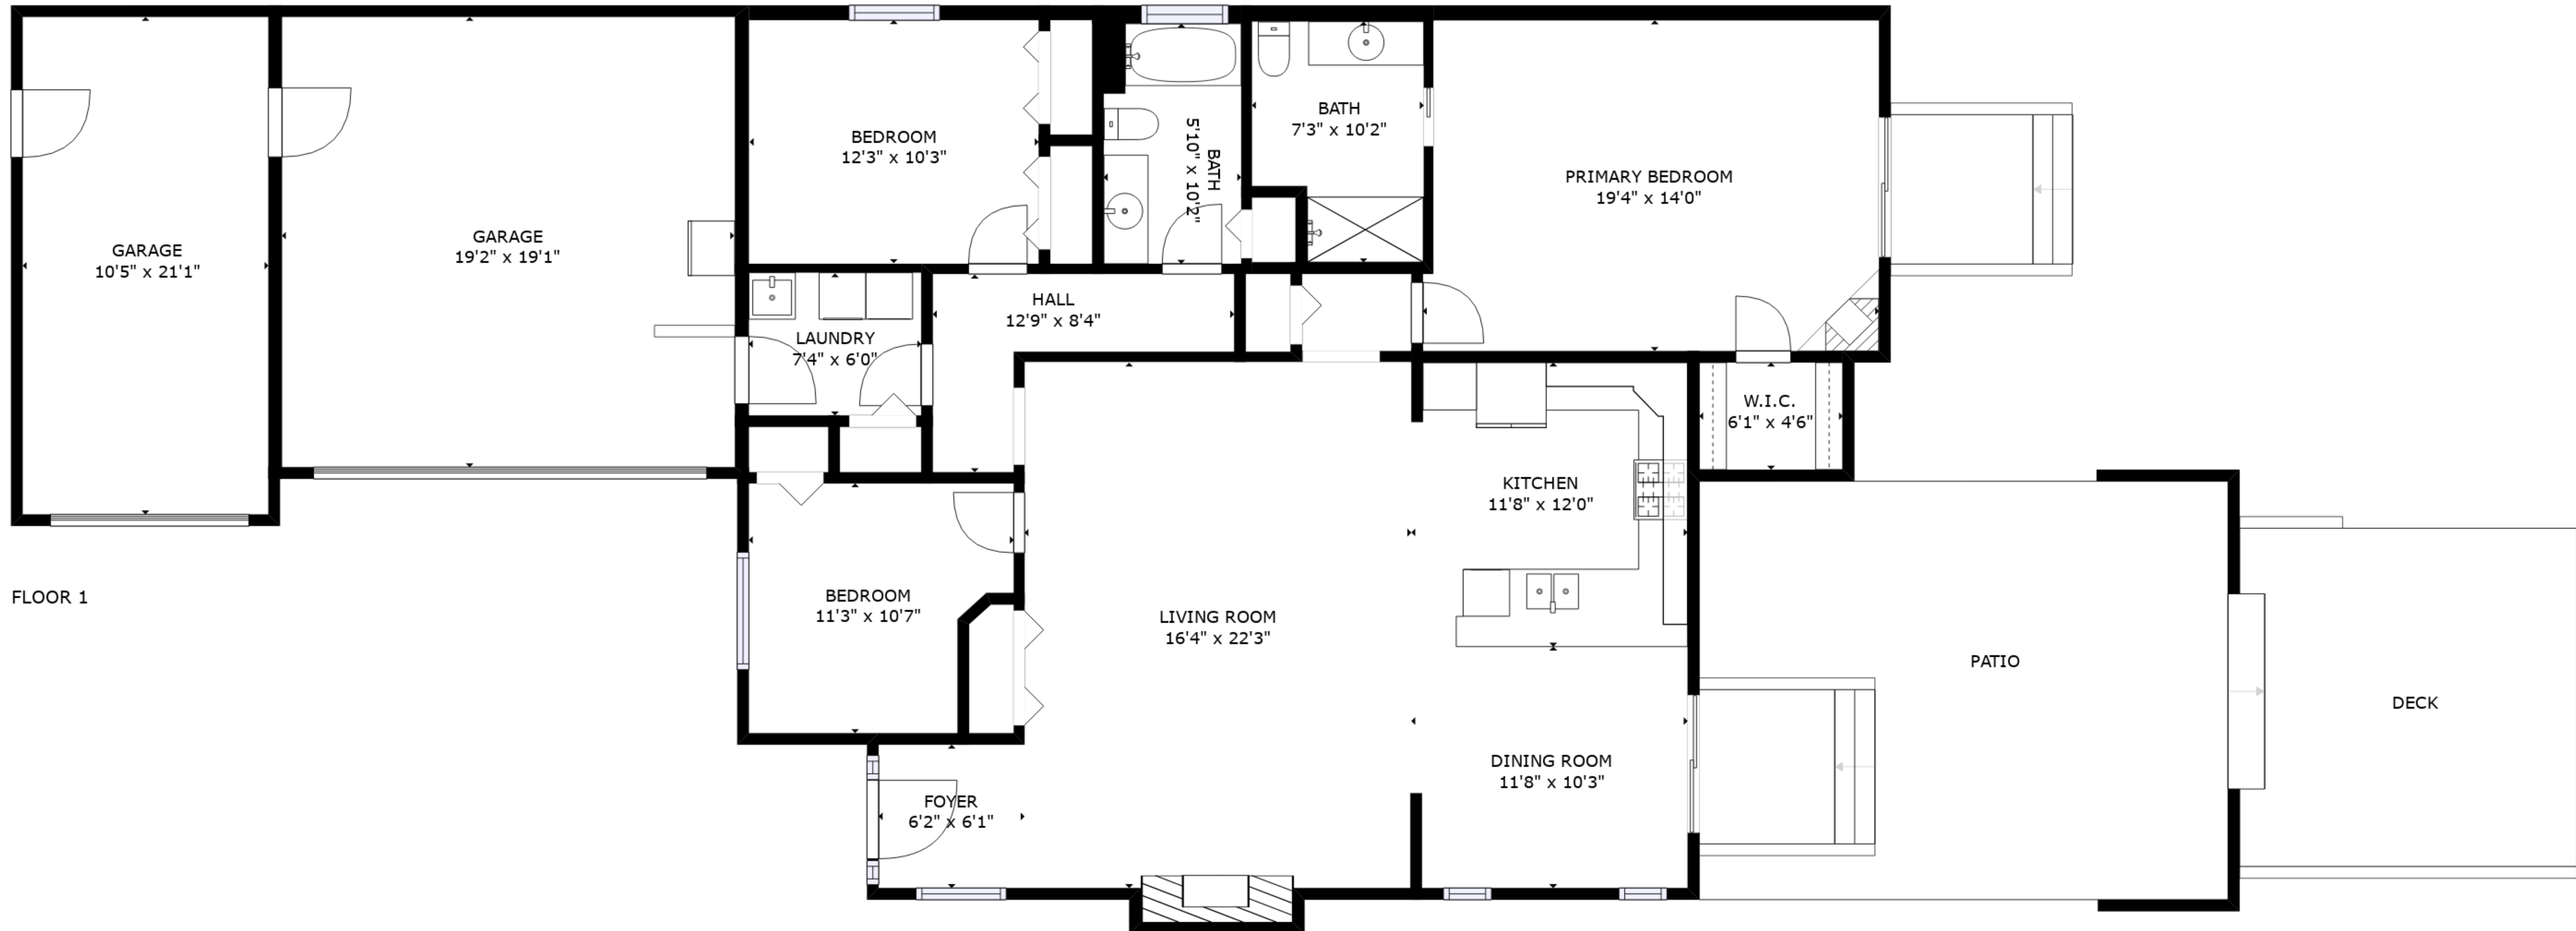 GARAGE
10'5" x 21'1"
GARAGE
19'2" x 19'1"
BEDROOM
12'3" x 10'3"
BATH
5'10" x 10'2"
BATH
7'3" x 10'2"
PRIMARY BEDROOM
19'4" x 14'0"
HALL
12'9" x 8'4"
LAUNDRY
7'4" x 6'0"
W.I.C.
6'1" x 4'6"
KITCHEN
11'8" x 12'0"
FLOOR 1
BEDROOM
11'3" x 10'7"
LIVING ROOM
16'4" x 22'3"
PATIO
DECK
DINING ROOM
11'8" x 10'3"
FOYER
6'2" x 6'1"